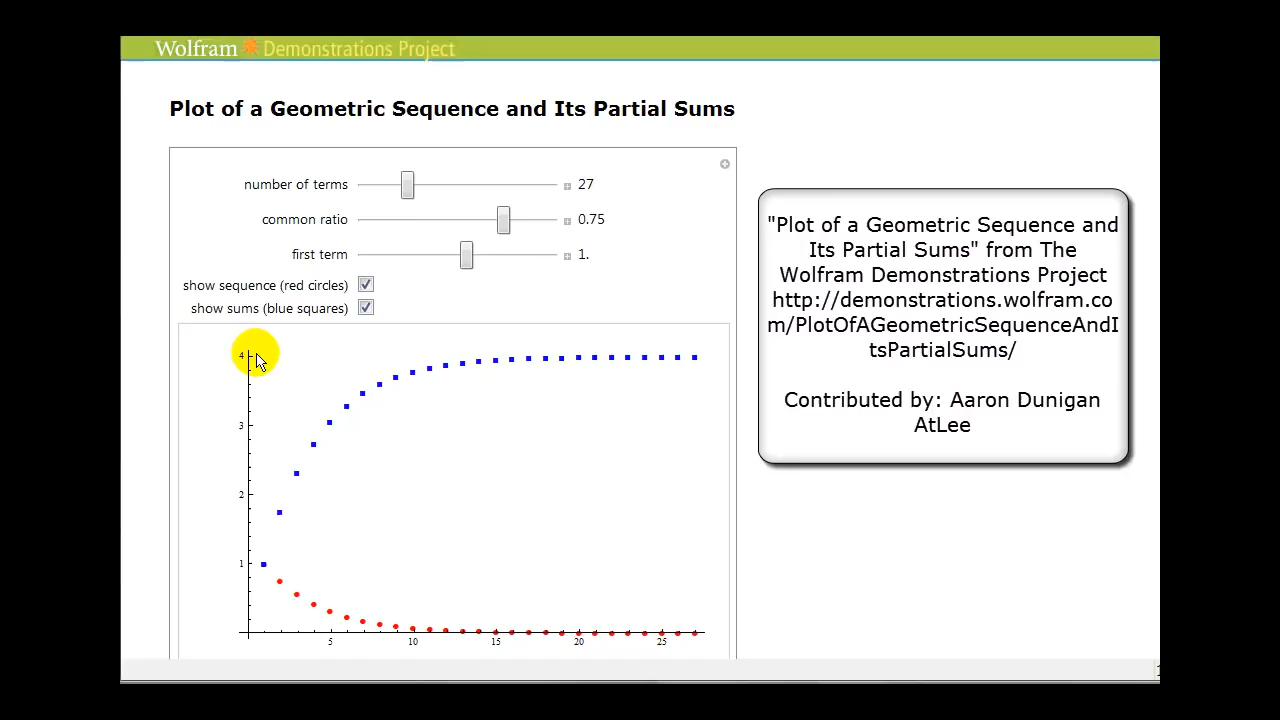 Wolfram Demonstrations Project
Plot of a Geometric Sequence and Its Partial Sums
number of terms 27
common ratio 0.75
first term 1.
show sequence (red circles)
show sums (blue squares)
4
3
2
1
5 10 15 20 25
"Plot of a Geometric Sequence and
Its Partial Sums" from The
Wolfram Demonstrations Project
http://demonstrations.wolfram.co
m/PlotOfAGeometricSequenceAndI
tsPartialSums/
Contributed by: Aaron Dunigan
AtLee